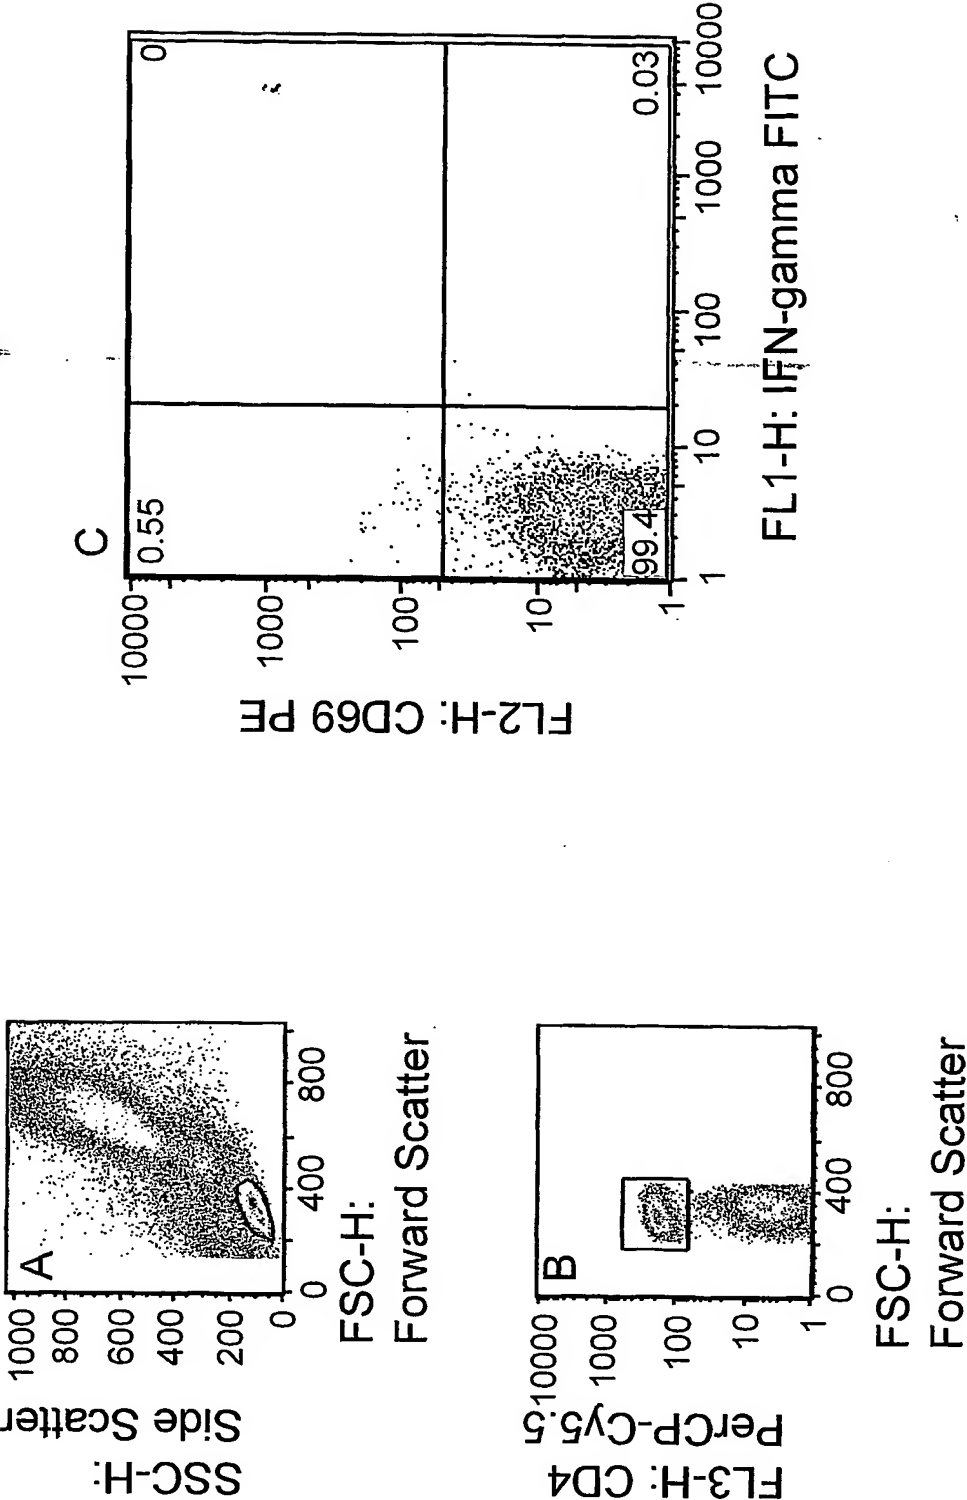 A
1000
800
600
400
200
0
SSC-H:
Side Scatter
0
400
800
FSC-H:
Forward Scatter
B
10000
1000
100
10
1
FL3-H: CD4
PerCP-Cy5.5
0
400
800
FSC-H:
Forward Scatter
C
0.55
0
99.4
0.03
10000
1000
100
10
1
FL2-H: CD69 PE
1
10
100
1000
10000
FL1-H: IFN-gamma FITC